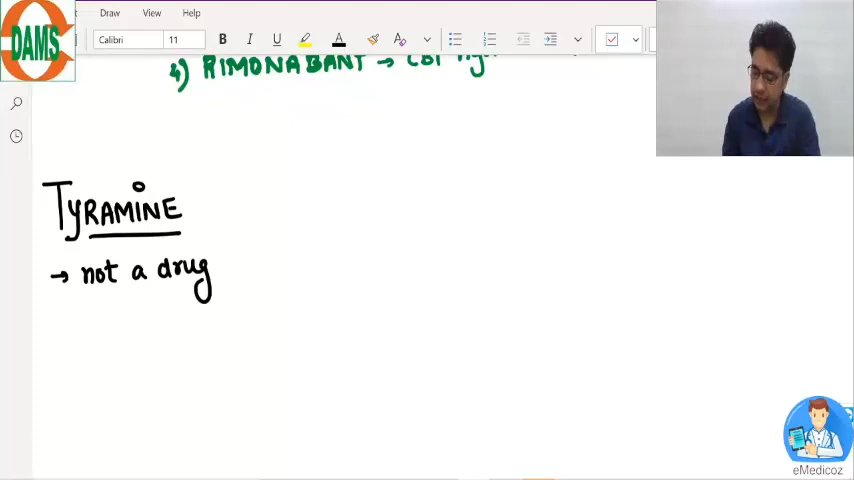 Draw View Help
DAMS
Calibri 11 B I U A A
4) RIMONABANT → CB1
TYRAMINE
→ not a drug
eMedicoz